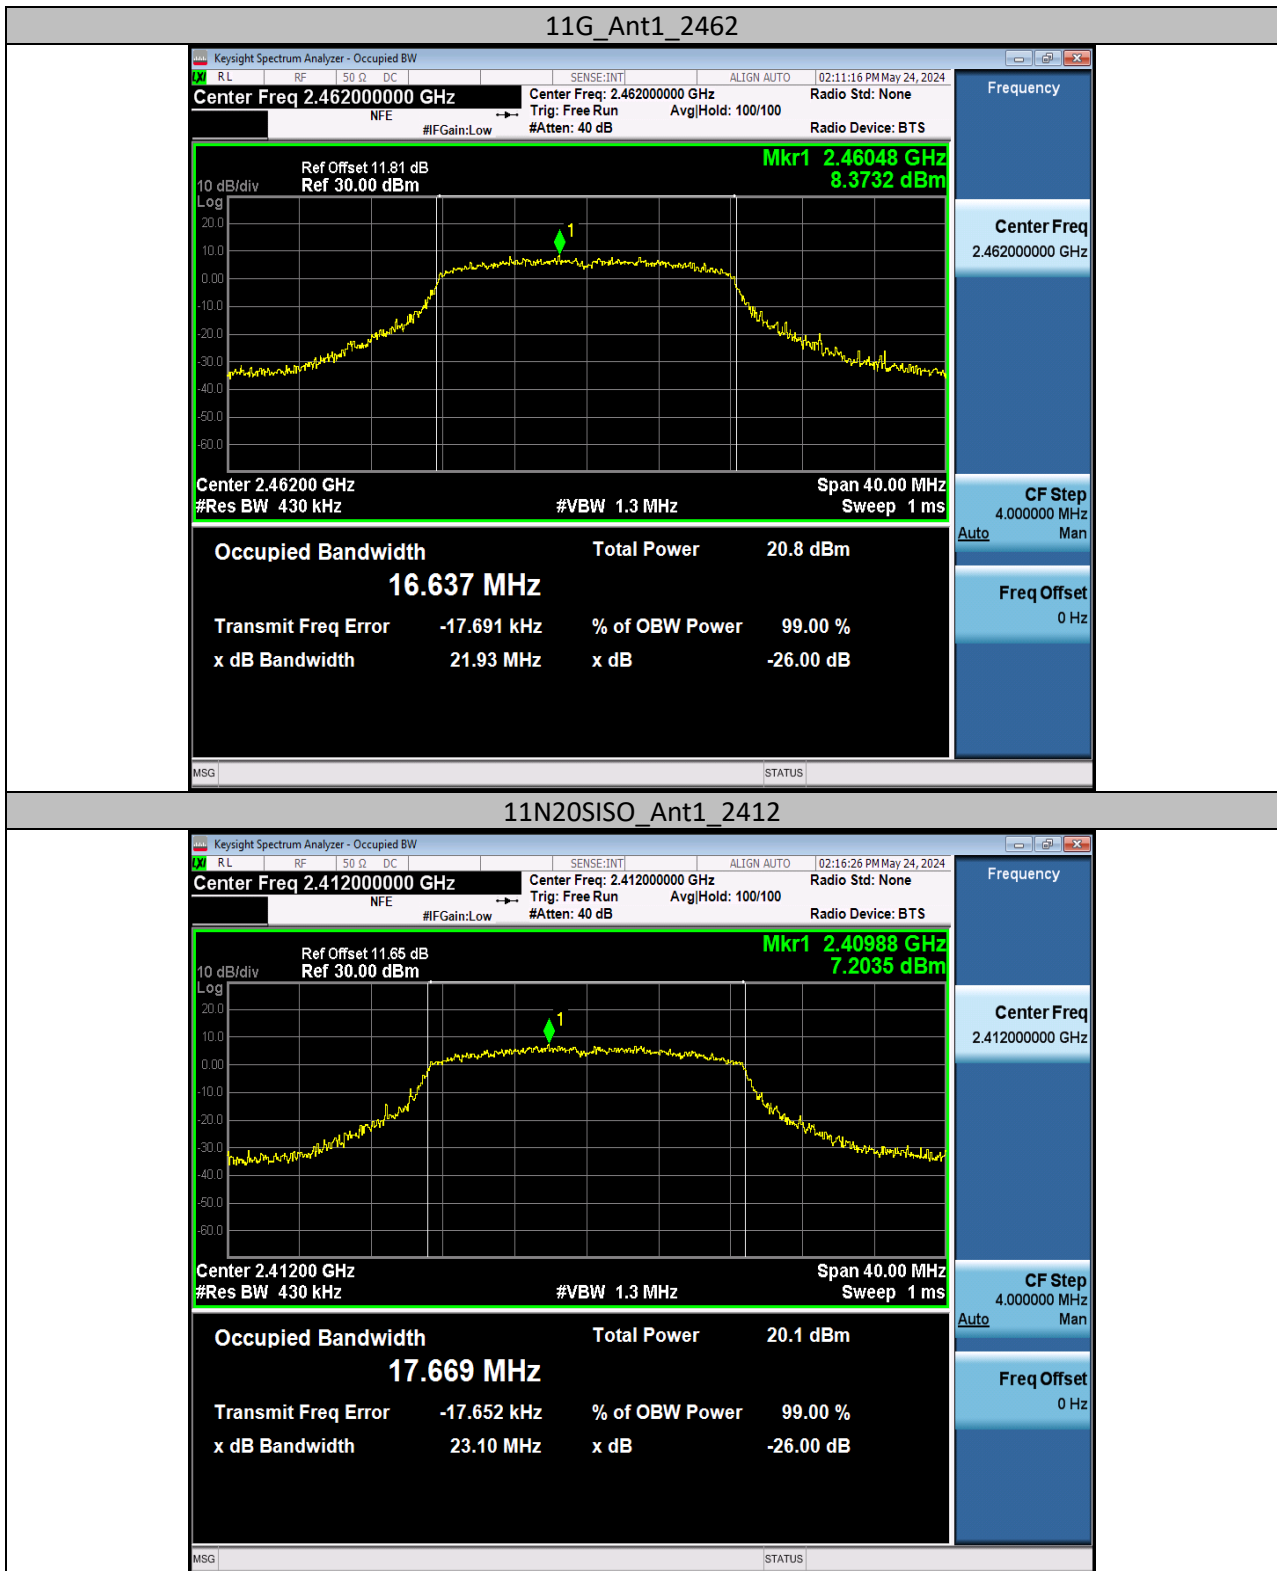 11G_Ant1_2462
Keysight Spectrum Analyzer - Occupied BW
LXI RL RF 50 Ω DC SENSE:INT ALIGN AUTO 02:11:16 PM May 24, 2024
Center Freq 2.462000000 GHz
NFE
#IFGain:Low
Center Freq: 2.462000000 GHz
Trig: Free Run Avg|Hold: 100/100
#Atten: 40 dB
Radio Std: None
Radio Device: BTS
Frequency
Mkr1 2.46048 GHz
8.3732 dBm
Ref Offset 11.81 dB
10 dB/div Ref 30.00 dBm
Log
20.0
10.0
0.00
-10.0
-20.0
-30.0
-40.0
-50.0
-60.0
1
Center Freq
2.462000000 GHz
Center 2.46200 GHz Span 40.00 MHz
#Res BW 430 kHz #VBW 1.3 MHz Sweep 1 ms
CF Step
4.000000 MHz
Auto Man
Occupied Bandwidth Total Power 20.8 dBm
16.637 MHz
Transmit Freq Error -17.691 kHz % of OBW Power 99.00 %
x dB Bandwidth 21.93 MHz x dB -26.00 dB
Freq Offset
0 Hz
MSG STATUS
11N20SISO_Ant1_2412
Keysight Spectrum Analyzer - Occupied BW
LXI RL RF 50 Ω DC SENSE:INT ALIGN AUTO 02:16:26 PM May 24, 2024
Center Freq 2.412000000 GHz
NFE
#IFGain:Low
Center Freq: 2.412000000 GHz
Trig: Free Run Avg|Hold: 100/100
#Atten: 40 dB
Radio Std: None
Radio Device: BTS
Frequency
Mkr1 2.40988 GHz
7.2035 dBm
Ref Offset 11.65 dB
10 dB/div Ref 30.00 dBm
Log
20.0
10.0
0.00
-10.0
-20.0
-30.0
-40.0
-50.0
-60.0
1
Center Freq
2.412000000 GHz
Center 2.41200 GHz Span 40.00 MHz
#Res BW 430 kHz #VBW 1.3 MHz Sweep 1 ms
CF Step
4.000000 MHz
Auto Man
Occupied Bandwidth Total Power 20.1 dBm
17.669 MHz
Transmit Freq Error -17.652 kHz % of OBW Power 99.00 %
x dB Bandwidth 23.10 MHz x dB -26.00 dB
Freq Offset
0 Hz
MSG STATUS